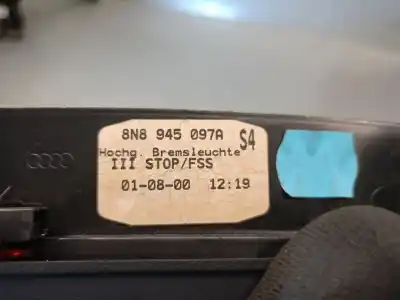 8N8 945 097A S4
Hochg. Bremsleuchte
III STOP/FSS
01-08-00 12:19